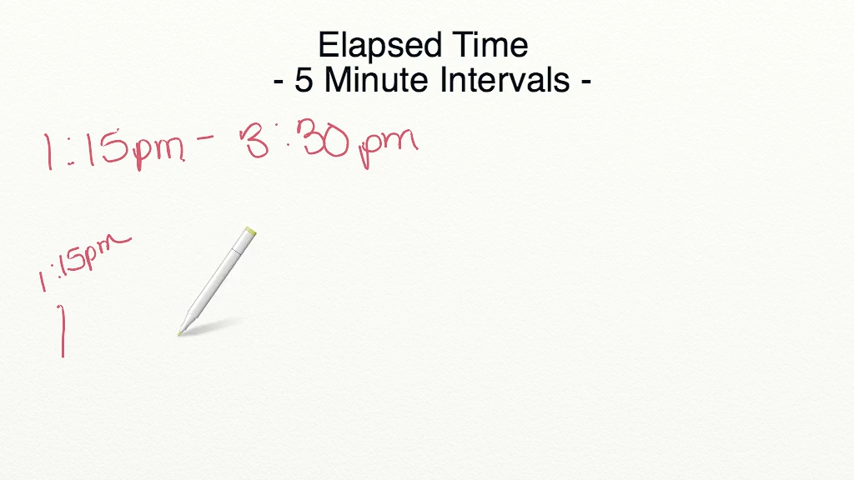 Elapsed Time
- 5 Minute Intervals -
1:15pm - 3:30pm
1:15pm